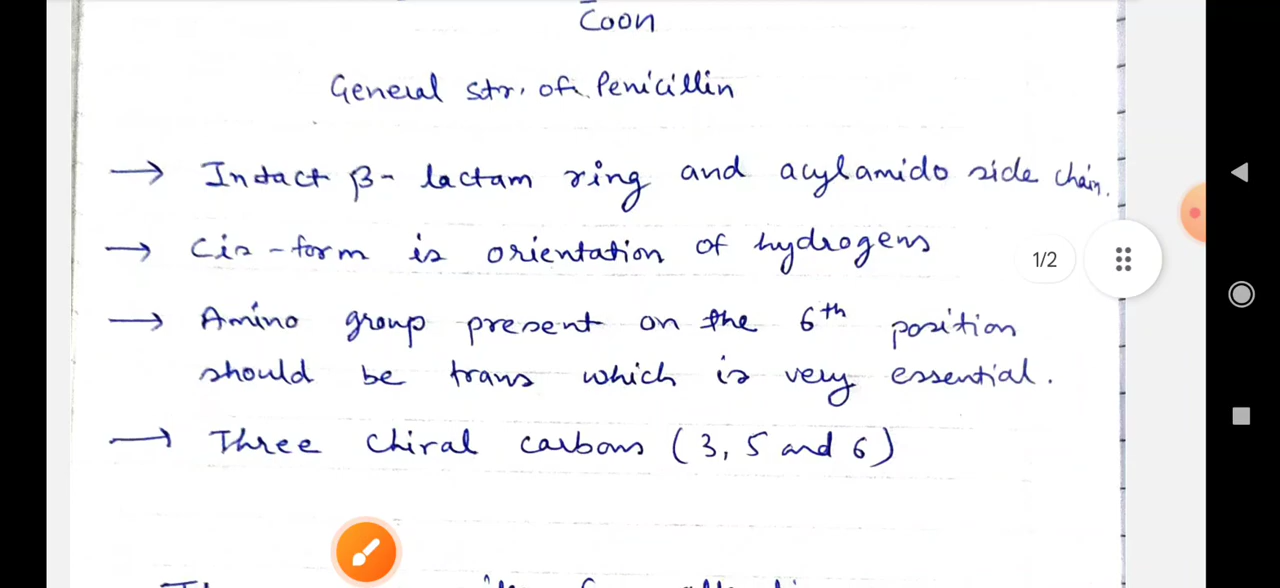 C̅oon
General str. of Penicillin
→ Intact β- lactam ring and acylamido side chain.
→ Cis-form is orientation of hydrogens
1/2
→ Amino group present on the 6th position
should be trans which is very essential.
→ Three chiral carbons (3, 5 and 6)